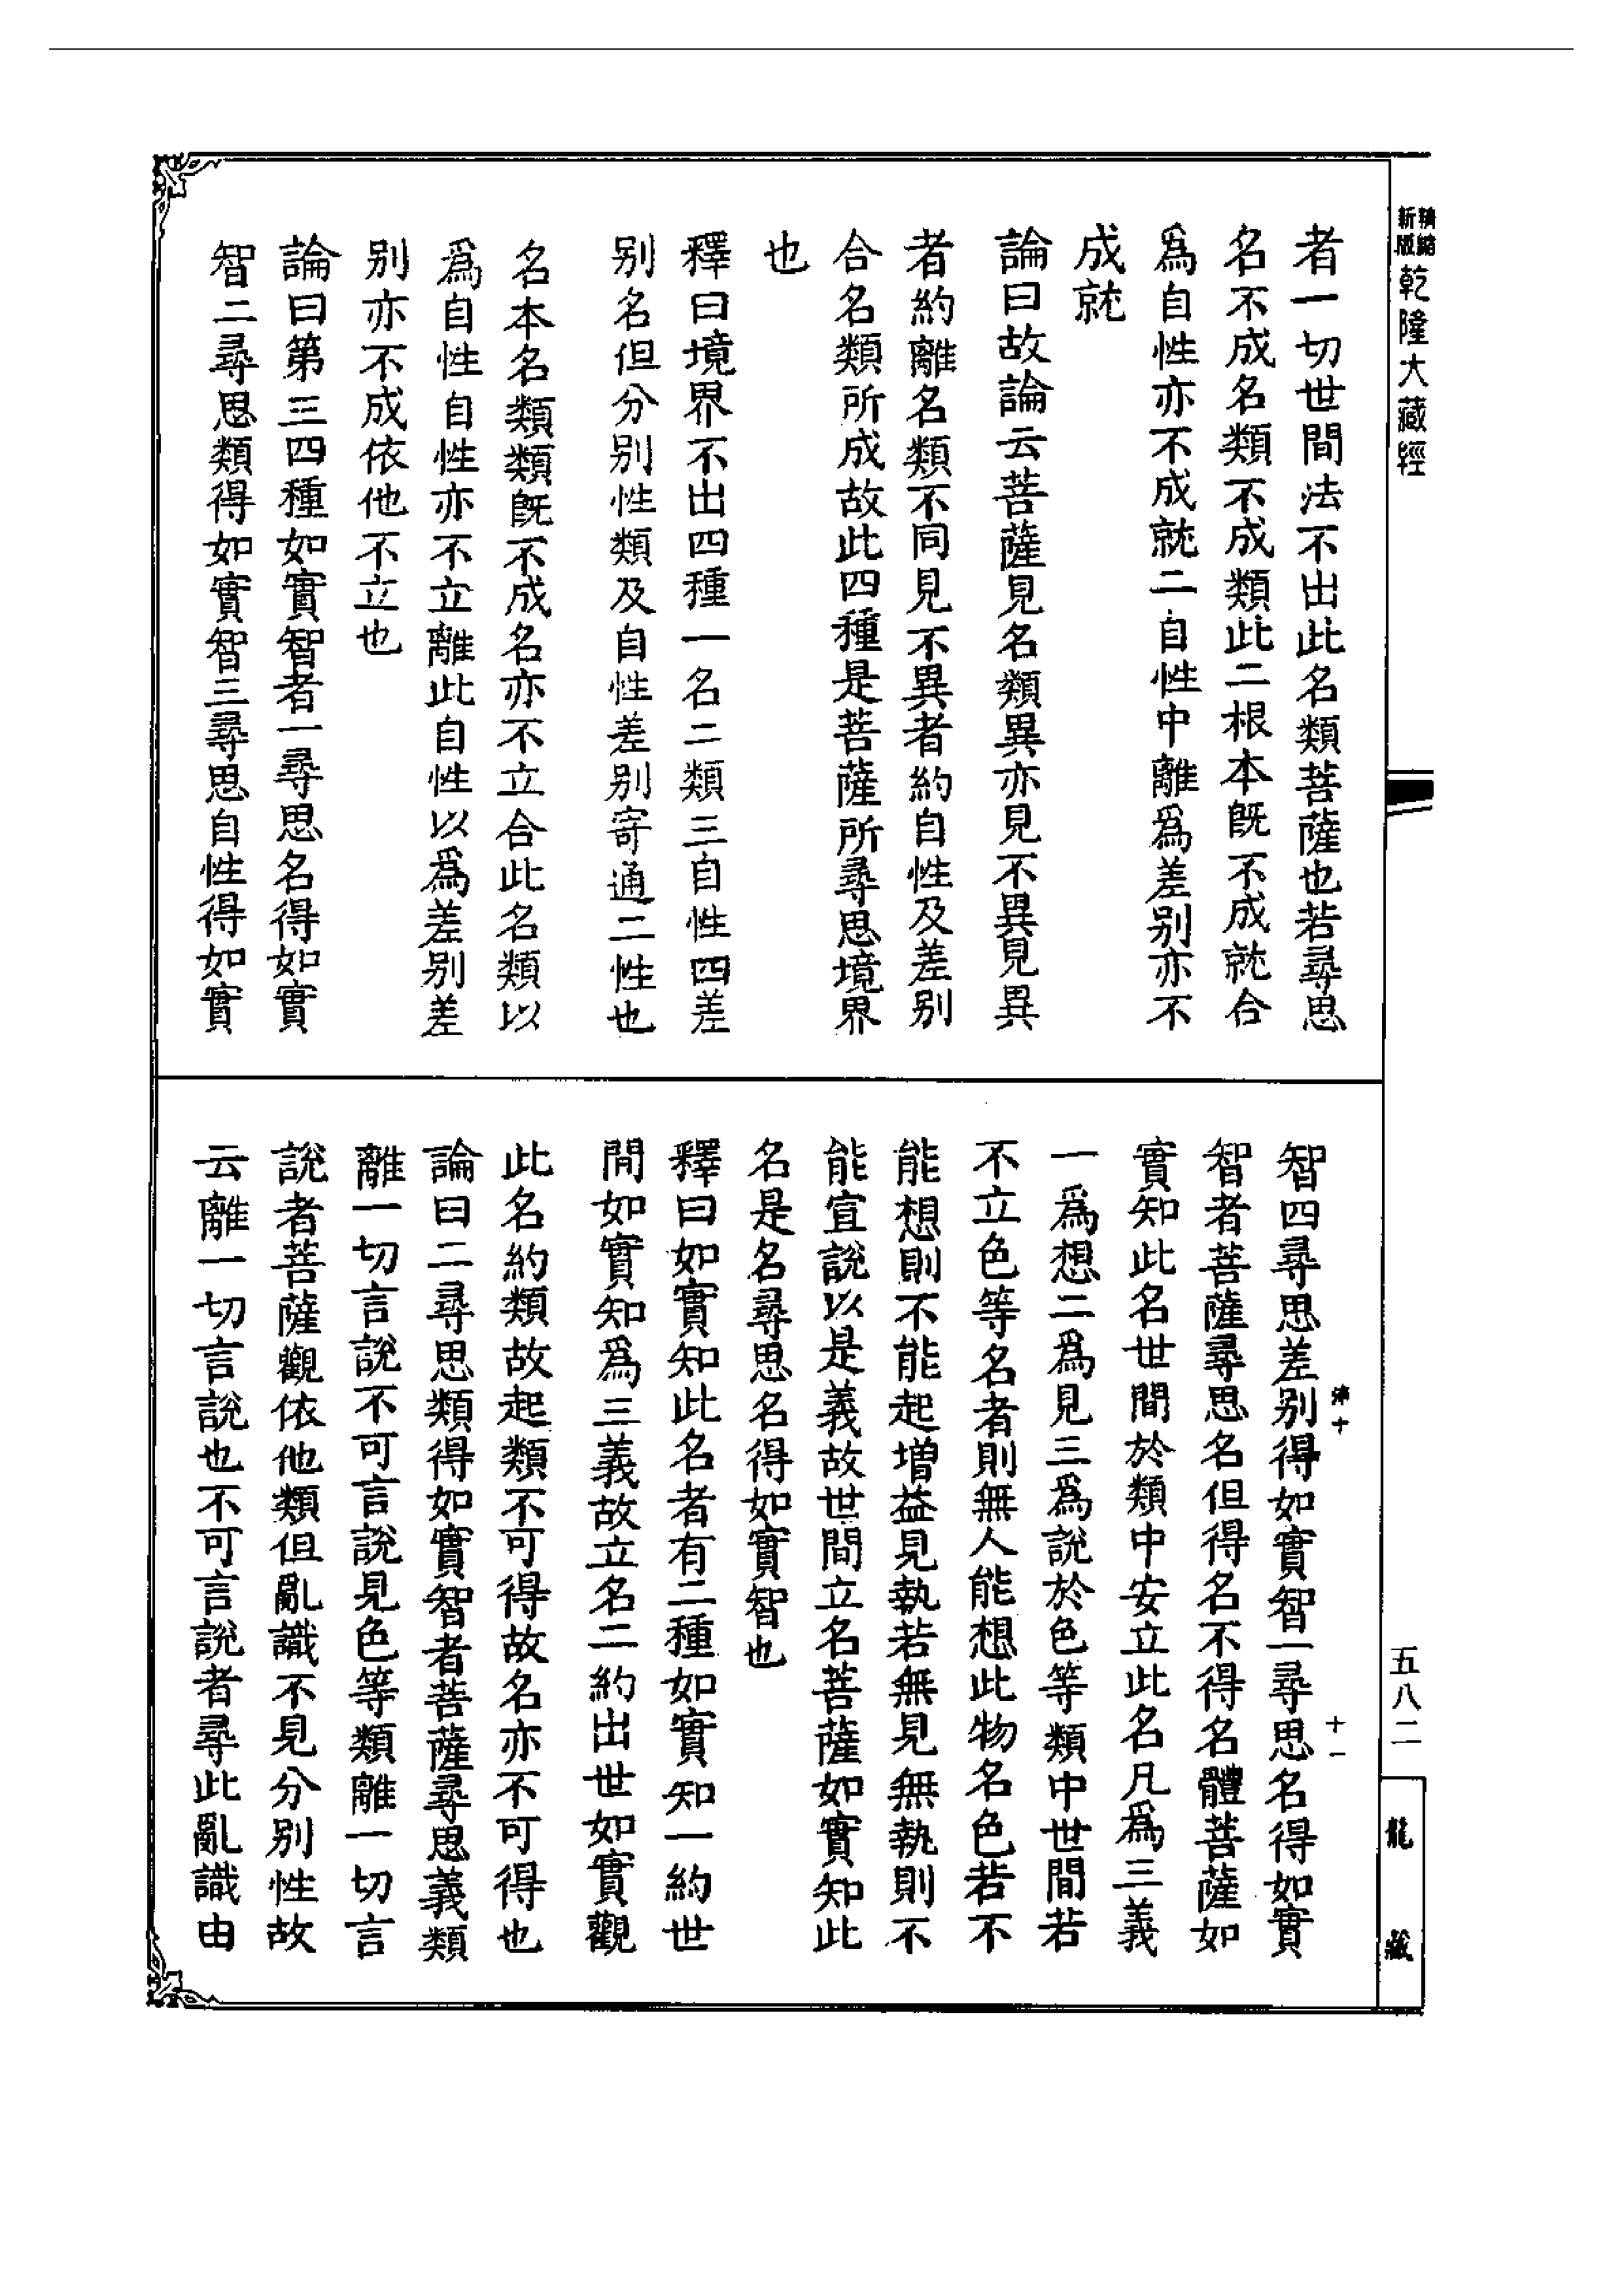 精縮新版乾隆大藏經
者一切世間法不出此名類菩薩也若尋思
名不成名類不成類此二根本旣不成就合
爲自性亦不成就二自性中離爲差别亦不
成就
論曰故論云菩薩見名類異亦見不異見異
者約離名類不同見不異者約自性及差别
合名類所成故此四種是菩薩所尋思境界
也
釋曰境界不出四種一名二類三自性四差
别名但分别性類及自性差别寄通二性也
名本名類類旣不成名亦不立合此名類以
爲自性自性亦不立離此自性以爲差别差
别亦不成依他不立也
論曰第三四種如實智者一尋思名得如實
智二尋思類得如實智三尋思自性得如實
智四尋思差别得如實智一尋思名得如實
智者菩薩尋思名但得名不得名體菩薩如
實知此名世間於類中安立此名凡爲三義
一爲想二爲見三爲說於色等類中世間若
不立色等名者則無人能想此物名色若不
能想則不能起增益見執若無見無執則不
能宣說以是義故世間立名菩薩如實知此
名是名尋思名得如實智也
釋曰如實知此名者有二種如實知一約世
間如實知爲三義故立名二約出世如實觀
此名約類故起類不可得故名亦不可得也
論曰二尋思類得如實智者菩薩尋思義類
離一切言說不可言說見色等類離一切言
說者菩薩觀依他類但亂識不見分别性故
云離一切言說也不可言說者尋此亂識由
十一
五八二
龍藏